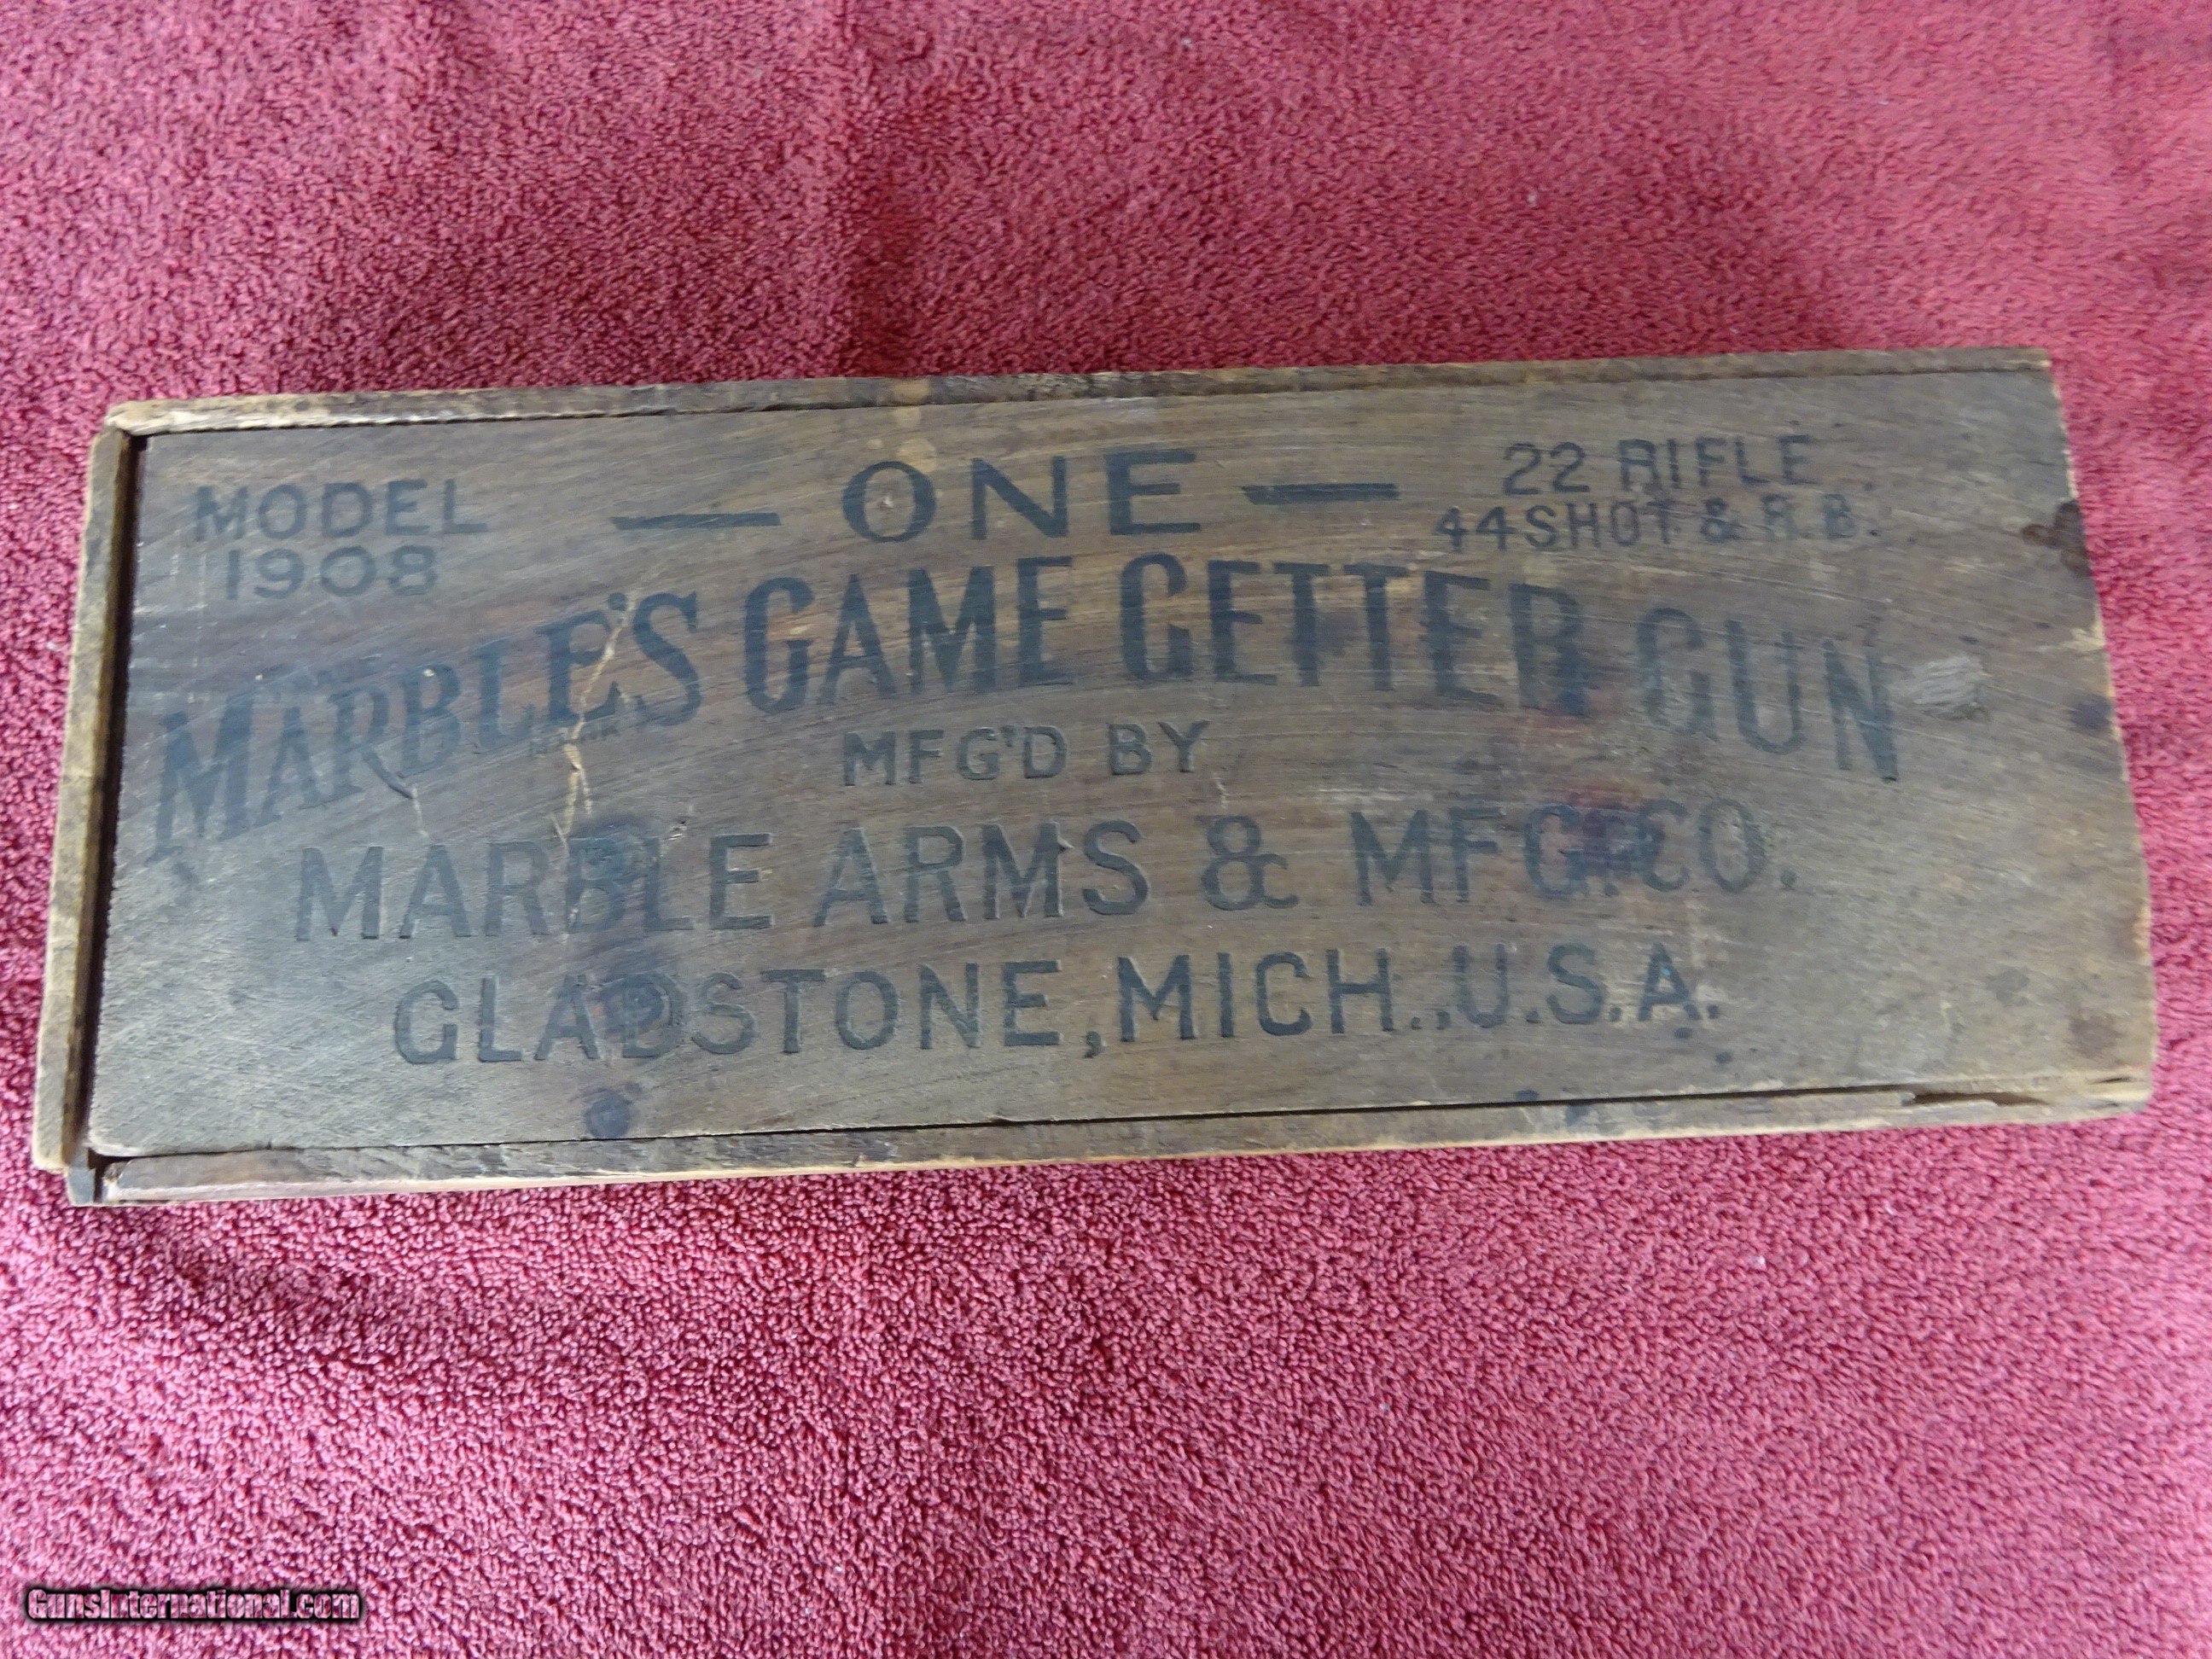 MODEL
1908
— ONE —
22 RIFLE
44 SHOT & R.B.
MARBLE'S GAME GETTER GUN
MFG'D BY
MARBLE ARMS & MFG. CO.
GLADSTONE, MICH., U.S.A.
GunsInternational.com